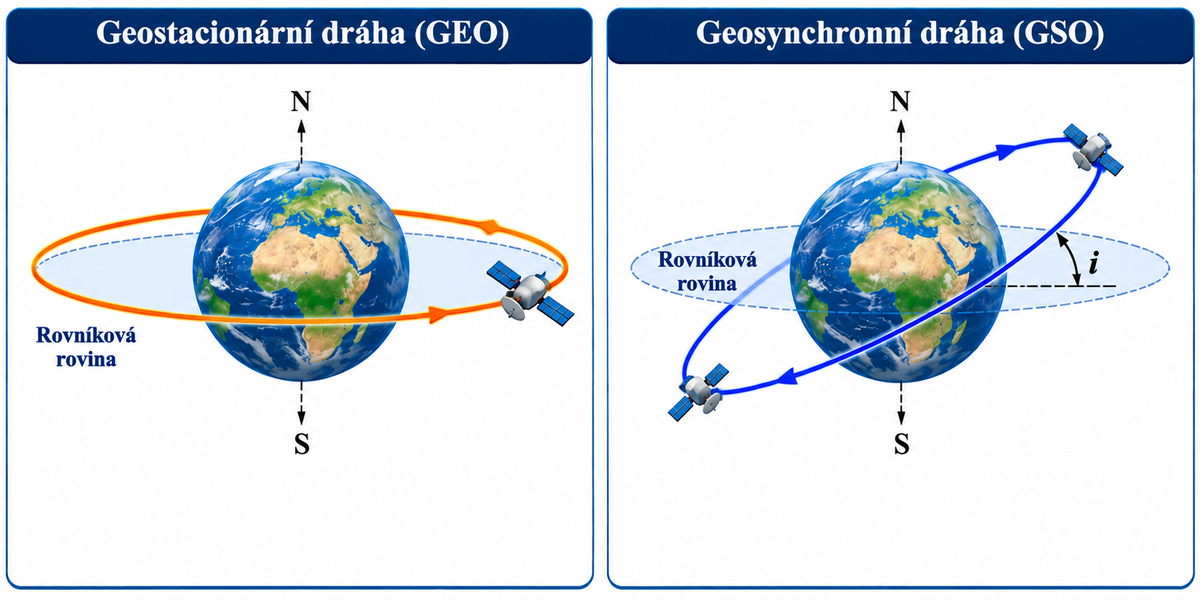 Geostacionární dráha (GEO)
N
Rovníková
rovina
S
Geosynchronní dráha (GSO)
N
Rovníková
rovina
i
S